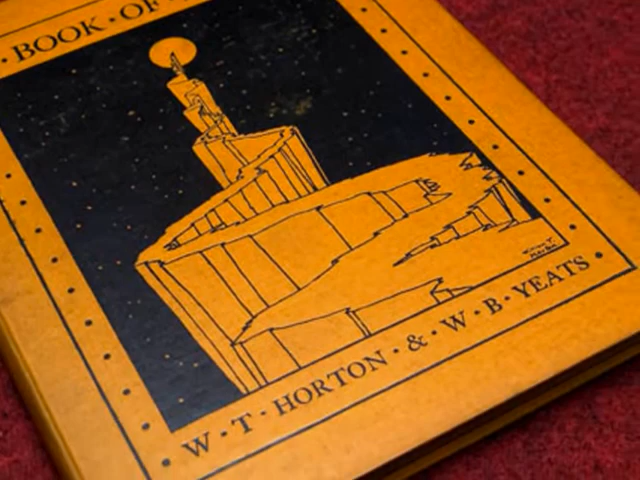 · BOOK · OF ·
W · T · HORTON · & · W · B · YEATS ·